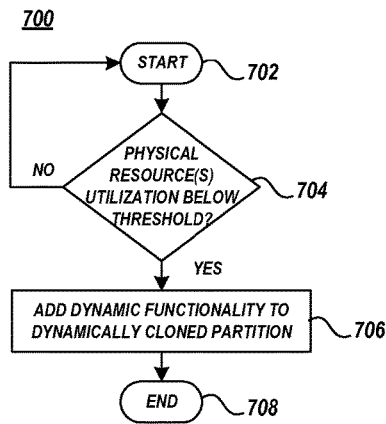 700
START
702
PHYSICAL
RESOURCE(S)
UTILIZATION BELOW
THRESHOLD?
704
NO
YES
ADD DYNAMIC FUNCTIONALITY TO
DYNAMICALLY CLONED PARTITION
706
END
708